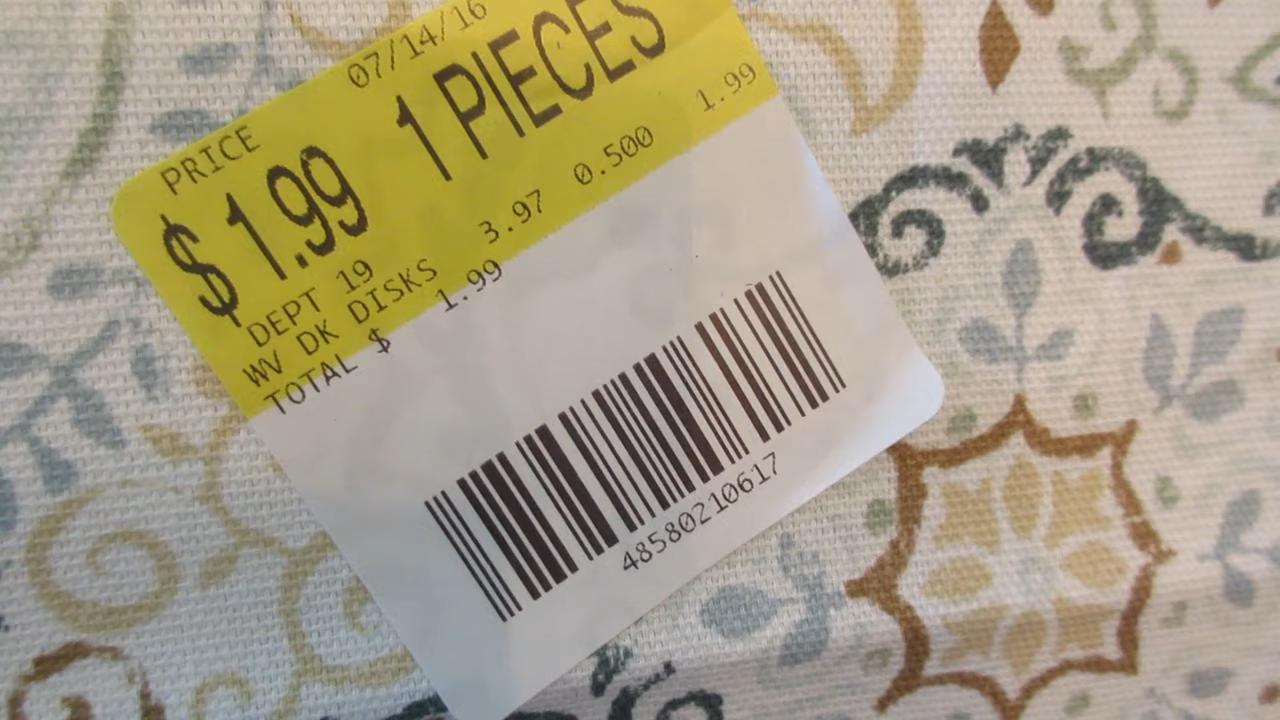 07/14/16
PRICE
$1.99 1 PIECES
DEPT 19
WV DK DISKS 3.97 0.500 1.99
TOTAL $ 1.99
48580210617